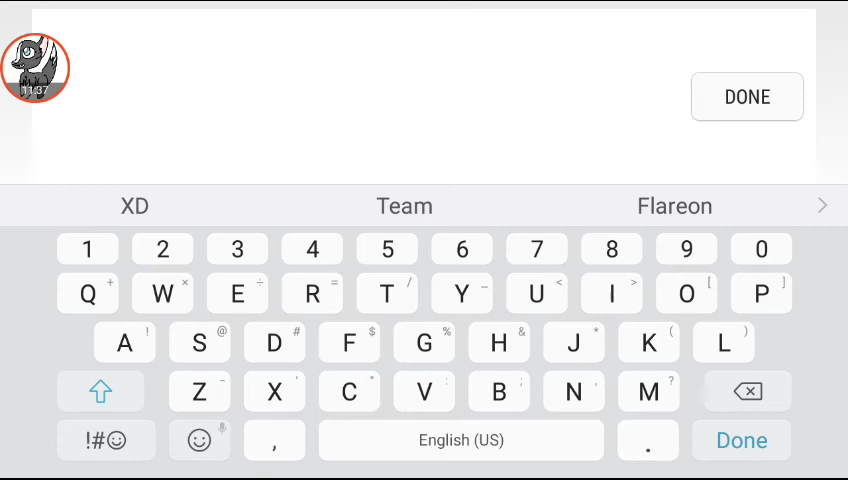 11:37
DONE
XD Team Flareon >
1 2 3 4 5 6 7 8 9 0
Q + W × E ÷ R = T / Y _ U < I > O [ P ]
A ! S @ D # F $ G % H & J * K ( L )
Z - X ' C " V : B ; N , M ?
!#☺ , English (US) . Done